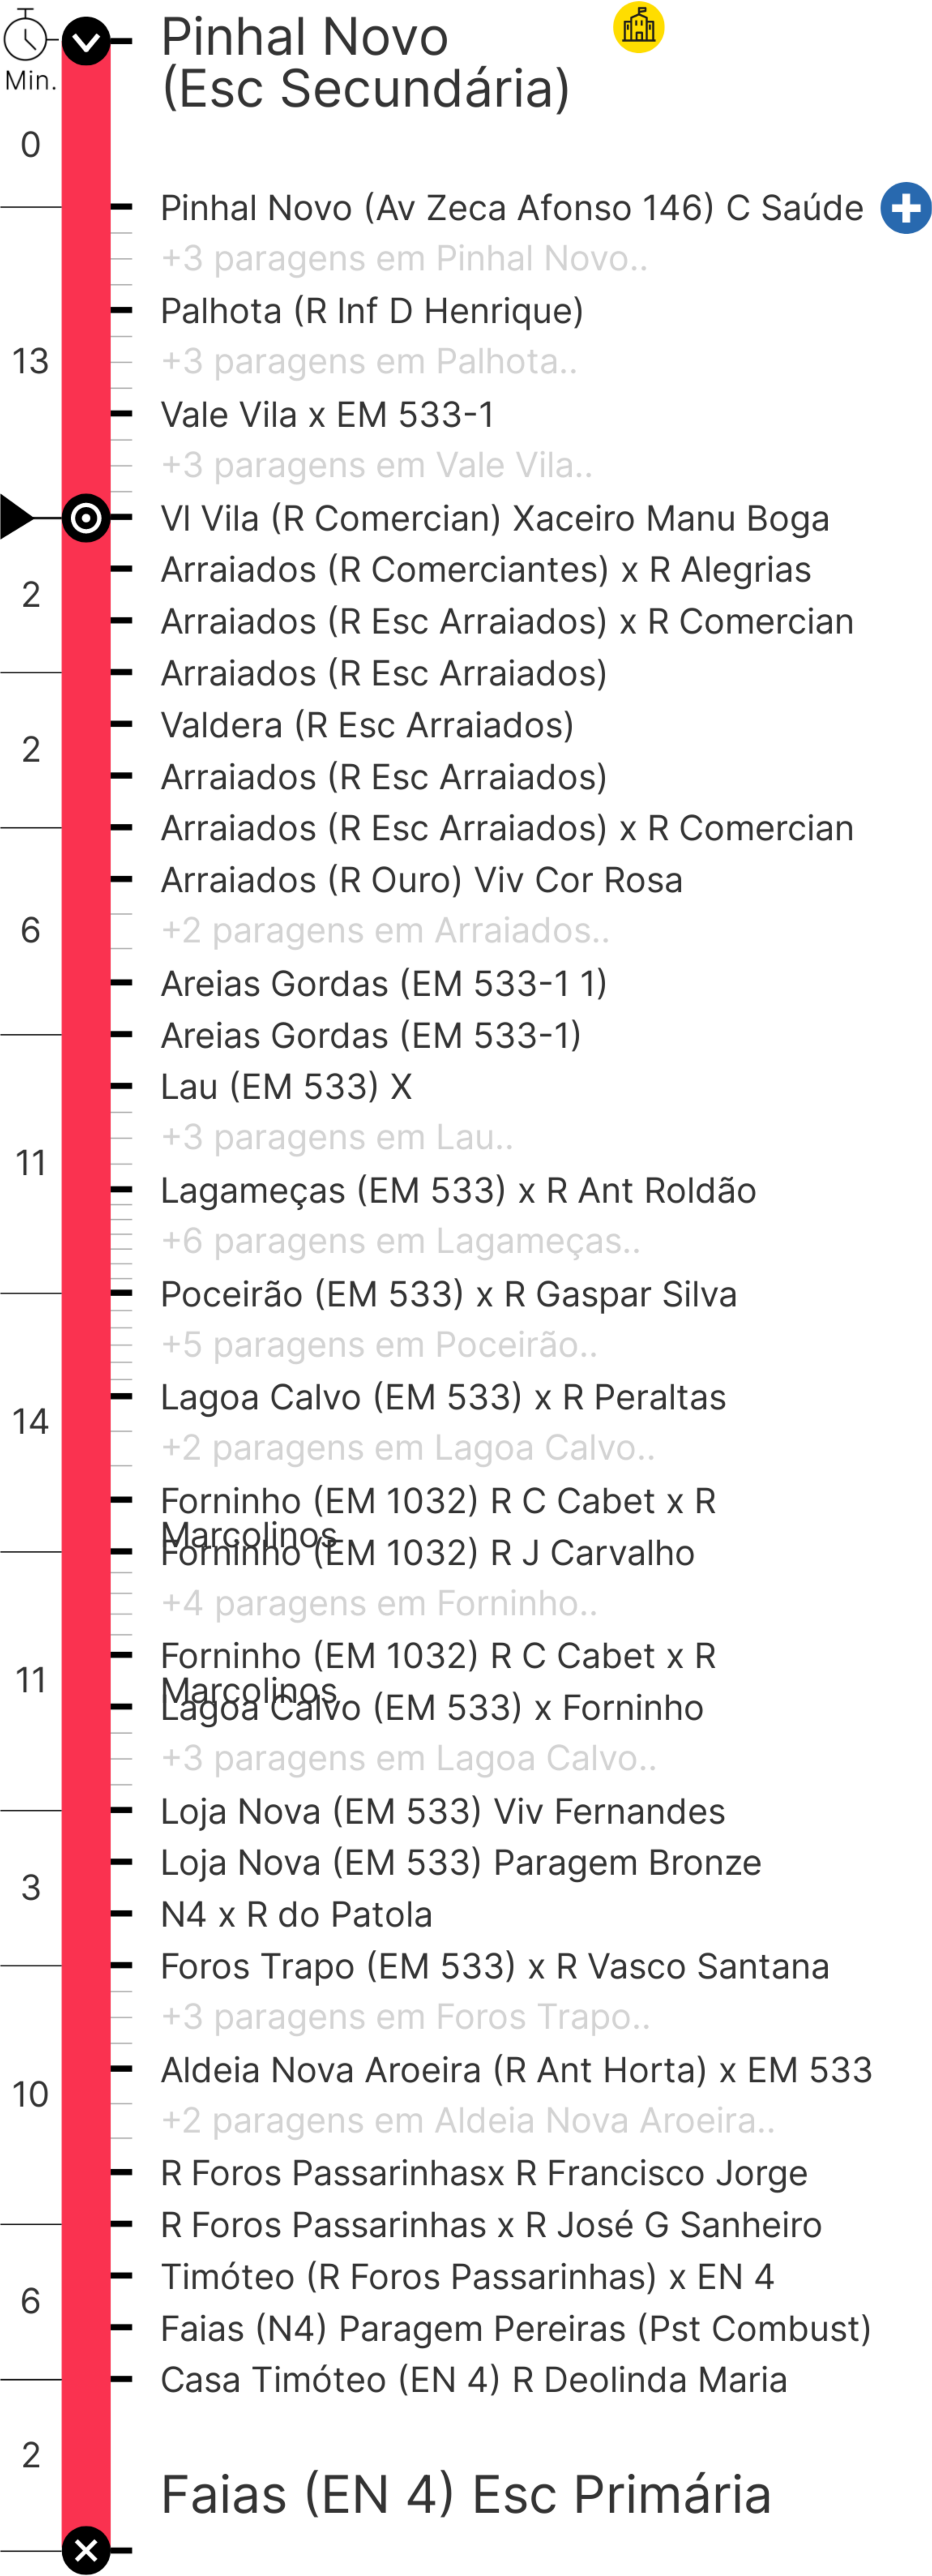 Pinhal Novo
(Esc Secundária)
Min.
0
Pinhal Novo (Av Zeca Afonso 146) C Saúde
+3 paragens em Pinhal Novo..
Palhota (R Inf D Henrique)
13
+3 paragens em Palhota..
Vale Vila x EM 533-1
+3 paragens em Vale Vila..
Vl Vila (R Comercian) Xaceiro Manu Boga
Arraiados (R Comerciantes) x R Alegrias
2
Arraiados (R Esc Arraiados) x R Comercian
Arraiados (R Esc Arraiados)
Valdera (R Esc Arraiados)
2
Arraiados (R Esc Arraiados)
Arraiados (R Esc Arraiados) x R Comercian
Arraiados (R Ouro) Viv Cor Rosa
6
+2 paragens em Arraiados..
Areias Gordas (EM 533-1 1)
Areias Gordas (EM 533-1)
Lau (EM 533) X
+3 paragens em Lau..
11
Lagameças (EM 533) x R Ant Roldão
+6 paragens em Lagameças..
Poceirão (EM 533) x R Gaspar Silva
+5 paragens em Poceirão..
Lagoa Calvo (EM 533) x R Peraltas
14
+2 paragens em Lagoa Calvo..
Forninho (EM 1032) R C Cabet x R
Marcolinos
Forninho (EM 1032) R J Carvalho
+4 paragens em Forninho..
Forninho (EM 1032) R C Cabet x R
Marcolinos
11
Lagoa Calvo (EM 533) x Forninho
+3 paragens em Lagoa Calvo..
Loja Nova (EM 533) Viv Fernandes
Loja Nova (EM 533) Paragem Bronze
3
N4 x R do Patola
Foros Trapo (EM 533) x R Vasco Santana
+3 paragens em Foros Trapo..
Aldeia Nova Aroeira (R Ant Horta) x EM 533
10
+2 paragens em Aldeia Nova Aroeira..
R Foros Passarinhasx R Francisco Jorge
R Foros Passarinhas x R José G Sanheiro
Timóteo (R Foros Passarinhas) x EN 4
6
Faias (N4) Paragem Pereiras (Pst Combust)
Casa Timóteo (EN 4) R Deolinda Maria
2
Faias (EN 4) Esc Primária